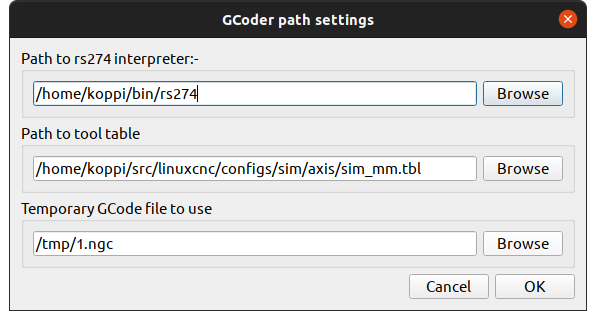 GCoder path settings
Path to rs274 interpreter:-
/home/koppi/bin/rs274
Browse
Path to tool table
/home/koppi/src/linuxcnc/configs/sim/axis/sim_mm.tbl
Browse
Temporary GCode file to use
/tmp/1.ngc
Browse
Cancel
OK